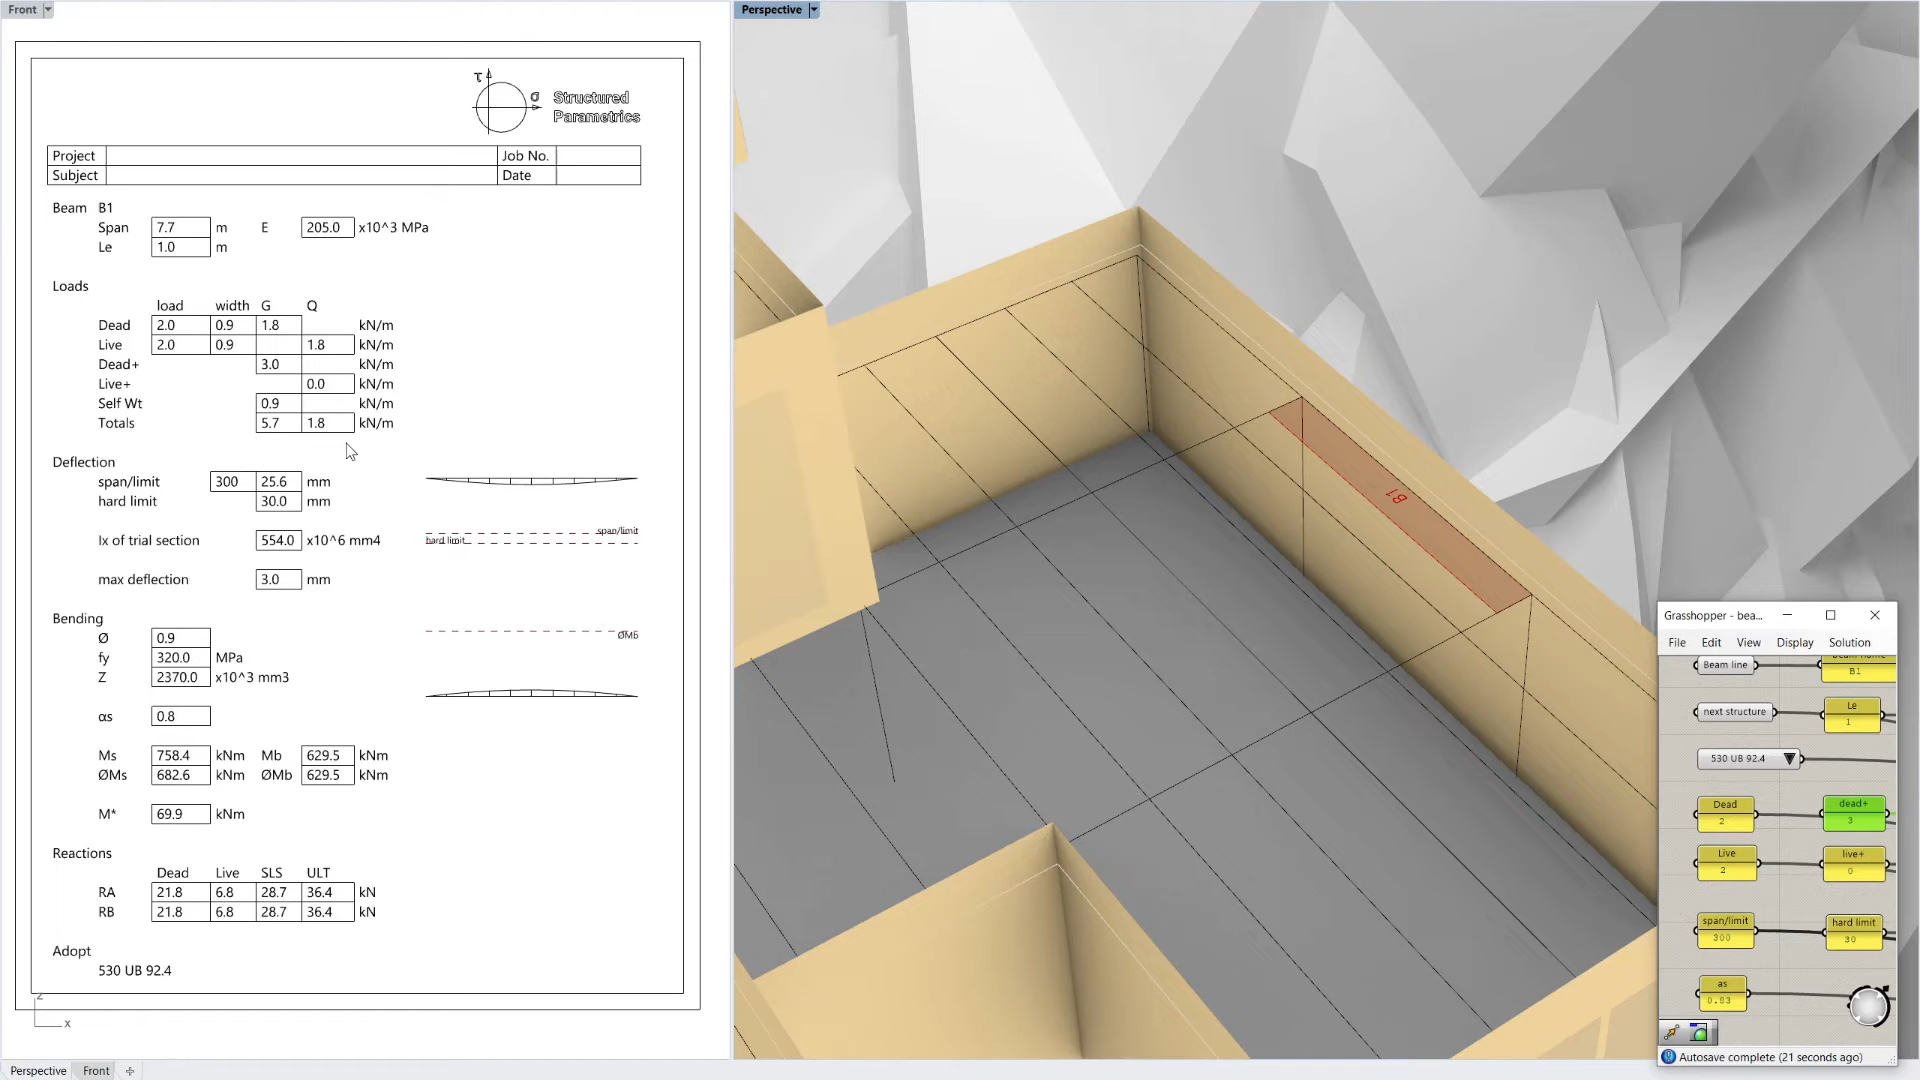 Front
Perspective
τ
σ
Structured
Parametrics
Project Job No.
Subject Date
Beam B1
Span 7.7 m E 205.0 x10^3 MPa
Le 1.0 m
Loads
load width G Q
Dead 2.0 0.9 1.8 kN/m
Live 2.0 0.9 1.8 kN/m
Dead+ 3.0 kN/m
Live+ 0.0 kN/m
Self Wt 0.9 kN/m
Totals 5.7 1.8 kN/m
Deflection
span/limit 300 25.6 mm
hard limit 30.0 mm
span/limit
hard limit
Ix of trial section 554.0 x10^6 mm4
max deflection 3.0 mm
Bending
Ø 0.9
ØMb
fy 320.0 MPa
Z 2370.0 x10^3 mm3
αs 0.8
Ms 758.4 kNm Mb 629.5 kNm
ØMs 682.6 kNm ØMb 629.5 kNm
M* 69.9 kNm
Reactions
Dead Live SLS ULT
RA 21.8 6.8 28.7 36.4 kN
RB 21.8 6.8 28.7 36.4 kN
Adopt
530 UB 92.4
z
x
Perspective Front
B1
Grasshopper - bea...
File Edit View Display Solution
Beam line
B1
next structure
Le
1
530 UB 92.4
Dead
2
dead+
3
Live
2
live+
0
span/limit
300
hard limit
30
as
0.83
Autosave complete (21 seconds ago)